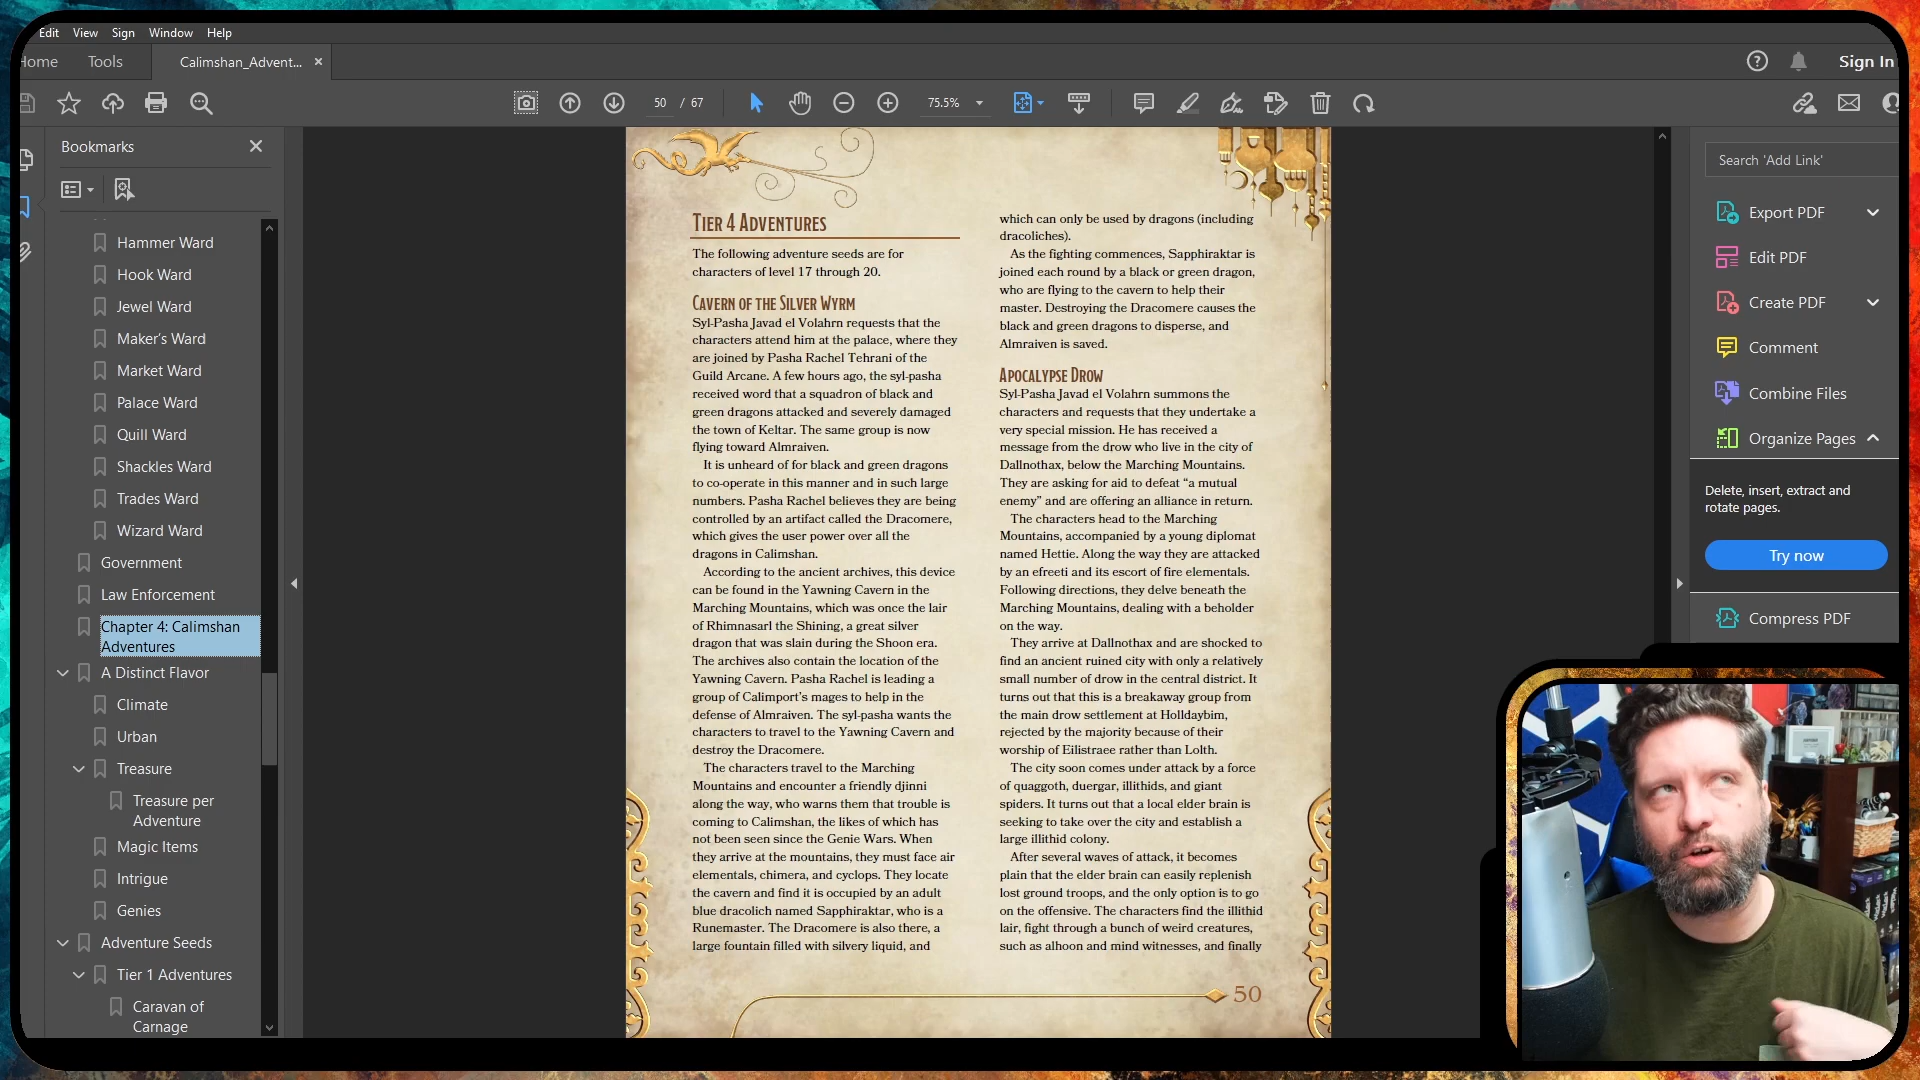 Edit View Sign Window Help
Home Tools Calimshan_Advent... ×
Sign In
50 / 67 75.5%
Bookmarks
Hammer Ward
Hook Ward
Jewel Ward
Maker's Ward
Market Ward
Palace Ward
Quill Ward
Shackles Ward
Trades Ward
Wizard Ward
Government
Law Enforcement
Chapter 4: Calimshan
Adventures
A Distinct Flavor
Climate
Urban
Treasure
Treasure per
Adventure
Magic Items
Intrigue
Genies
Adventure Seeds
Tier 1 Adventures
Caravan of
Carnage
Tier 4 Adventures
The following adventure seeds are for
characters of level 17 through 20.
Cavern of the Silver Wyrm
Syl-Pasha Javad el Volahrn requests that the
characters attend him at the palace, where they
are joined by Pasha Rachel Tehrani of the
Guild Arcane. A few hours ago, the syl-pasha
received word that a squadron of black and
green dragons attacked and severely damaged
the town of Keltar. The same group is now
flying toward Almraiven.
It is unheard of for black and green dragons
to co-operate in this manner and in such large
numbers. Pasha Rachel believes they are being
controlled by an artifact called the Dracomere,
which gives the user power over all the
dragons in Calimshan.
According to the ancient archives, this device
can be found in the Yawning Cavern in the
Marching Mountains, which was once the lair
of Rhimnasarl the Shining, a great silver
dragon that was slain during the Shoon era.
The archives also contain the location of the
Yawning Cavern. Pasha Rachel is leading a
group of Calimport's mages to help in the
defense of Almraiven. The syl-pasha wants the
characters to travel to the Yawning Cavern and
destroy the Dracomere.
The characters travel to the Marching
Mountains and encounter a friendly djinni
along the way, who warns them that trouble is
coming to Calimshan, the likes of which has
not been seen since the Genie Wars. When
they arrive at the mountains, they must face air
elementals, chimera, and cyclops. They locate
the cavern and find it is occupied by an adult
blue dracolich named Sapphiraktar, who is a
Runemaster. The Dracomere is also there, a
large fountain filled with silvery liquid, and
which can only be used by dragons (including
dracoliches).
As the fighting commences, Sapphiraktar is
joined each round by a black or green dragon,
who are flying to the cavern to help their
master. Destroying the Dracomere causes the
black and green dragons to disperse, and
Almraiven is saved.
Apocalypse Drow
Syl-Pasha Javad el Volahrn summons the
characters and requests that they undertake a
very special mission. He has received a
message from the drow who live in the city of
Dallnothax, below the Marching Mountains.
They are asking for aid to defeat “a mutual
enemy” and are offering an alliance in return.
The characters head to the Marching
Mountains, accompanied by a young diplomat
named Hettie. Along the way they are attacked
by an efreeti and its escort of fire elementals.
Following directions, they delve beneath the
Marching Mountains, dealing with a beholder
on the way.
They arrive at Dallnothax and are shocked to
find an ancient ruined city with only a relatively
small number of drow in the central district. It
turns out that this is a breakaway group from
the main drow settlement at Holldaybim,
rejected by the majority because of their
worship of Eilistraee rather than Lolth.
The city soon comes under attack by a force
of quaggoth, duergar, illithids, and giant
spiders. It turns out that a local elder brain is
seeking to take over the city and establish a
large illithid colony.
After several waves of attack, it becomes
plain that the elder brain can easily replenish
lost ground troops, and the only option is to go
on the offensive. The characters find the illithid
lair, fight through a bunch of weird creatures,
such as alhoon and mind witnesses, and finally
50
Search 'Add Link'
Export PDF
Edit PDF
Create PDF
Comment
Combine Files
Organize Pages
Delete, insert, extract and
rotate pages.
Try now
Compress PDF